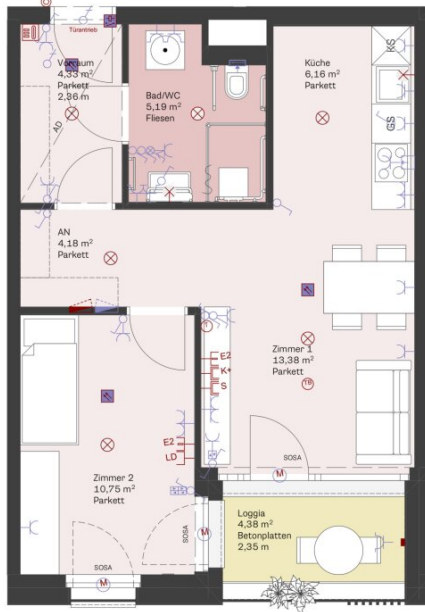 Türantrieb
Vorraum
4,33 m²
Parkett
2,36 m
AD
Bad/WC
5,19 m²
Fliesen
Küche
6,16 m²
Parkett
KS
GS
AN
4,18 m²
Parkett
Zimmer 1
13,38 m²
Parkett
E2
K+
S
E2
LD
Zimmer 2
10,75 m²
Parkett
SOSA
M
SOSA
M
SOSA
M
Loggia
4,38 m²
Betonplatten
2,35 m